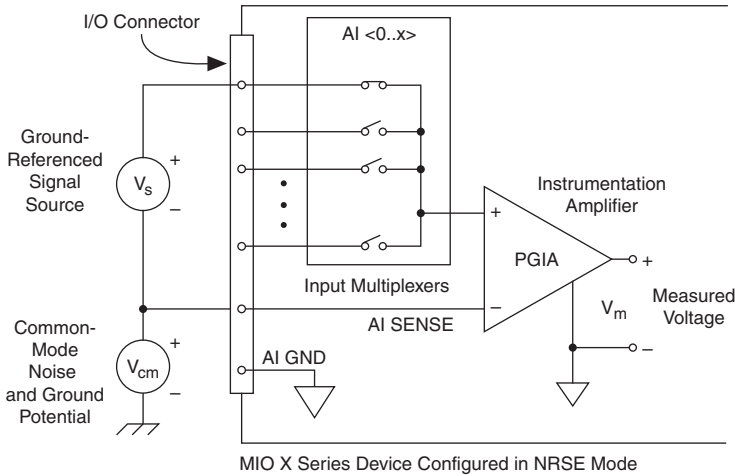 I/O Connector
AI <0..x>
Ground-
Referenced
Signal
Source
+
Vs
–
Instrumentation
Amplifier
+
PGIA
–
+
Vm
–
Measured
Voltage
Input Multiplexers
AI SENSE
Common-
Mode
Noise
and Ground
Potential
+
Vcm
–
AI GND
MIO X Series Device Configured in NRSE Mode